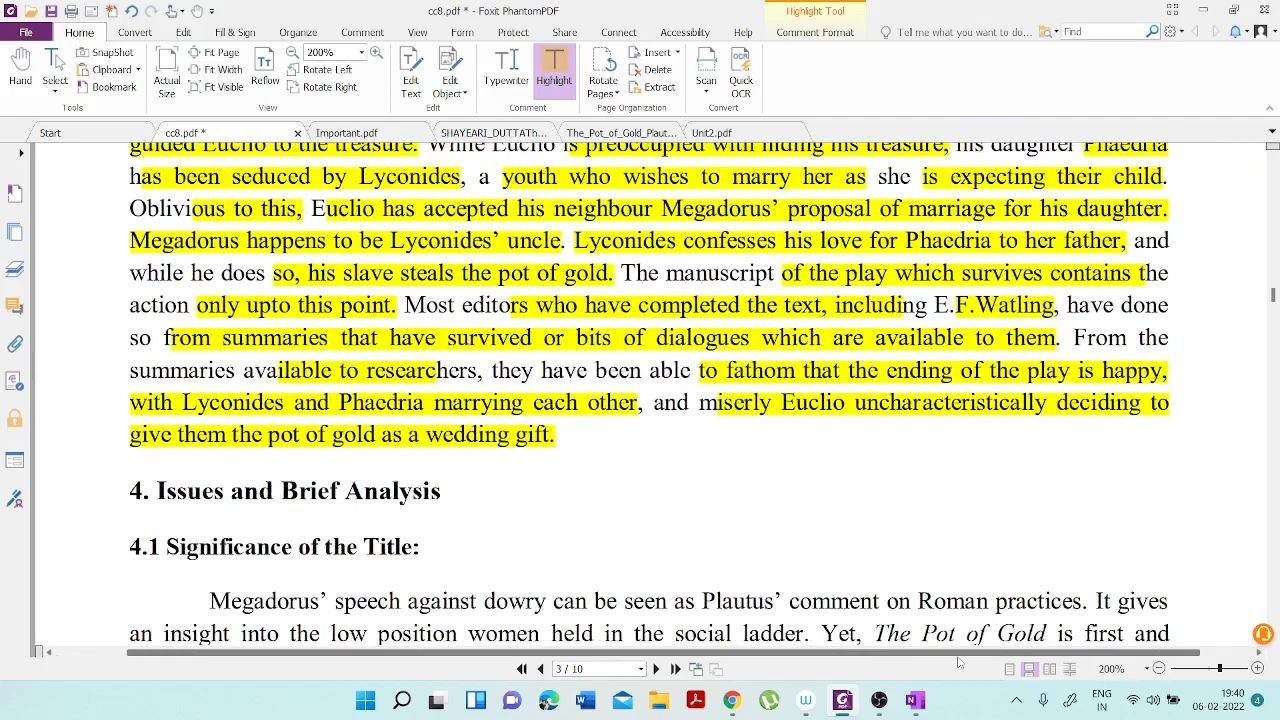 cc8.pdf * - Foxit PhantomPDF
Highlight Tool
File Home Convert Edit Fill & Sign Organize Comment View Form Protect Share Connect Accessibility Help Comment Format Tell me what you want to do... Find
Hand
Select
SnapShot
Clipboard
Bookmark
Tools
Actual Size
Fit Page
Fit Width
Fit Visible
Reflow
200%
Rotate Left
Rotate Right
View
Edit Text
Edit Object
Edit
Typewriter
Highlight
Comment
Rotate Pages
Insert
Delete
Extract
Page Organization
Scan
Quick OCR
Convert
Start cc8.pdf * Important.pdf SHAYEARI_DUTTATh... The_Pot_of_Gold_Plaut... Unit2.pdf
guided Euclio to the treasure. While Euclio is preoccupied with hiding his treasure, his daughter Phaedria
has been seduced by Lyconides, a youth who wishes to marry her as she is expecting their child.
Oblivious to this, Euclio has accepted his neighbour Megadorus’ proposal of marriage for his daughter.
Megadorus happens to be Lyconides’ uncle. Lyconides confesses his love for Phaedria to her father, and
while he does so, his slave steals the pot of gold. The manuscript of the play which survives contains the
action only upto this point. Most editors who have completed the text, including E.F.Watling, have done
so from summaries that have survived or bits of dialogues which are available to them. From the
summaries available to researchers, they have been able to fathom that the ending of the play is happy,
with Lyconides and Phaedria marrying each other, and miserly Euclio uncharacteristically deciding to
give them the pot of gold as a wedding gift.
4. Issues and Brief Analysis
4.1 Significance of the Title:
Megadorus’ speech against dowry can be seen as Plautus’ comment on Roman practices. It gives
an insight into the low position women held in the social ladder. Yet, The Pot of Gold is first and
3 / 10
200%
ENG
IN
19:40
06-02-2022
4